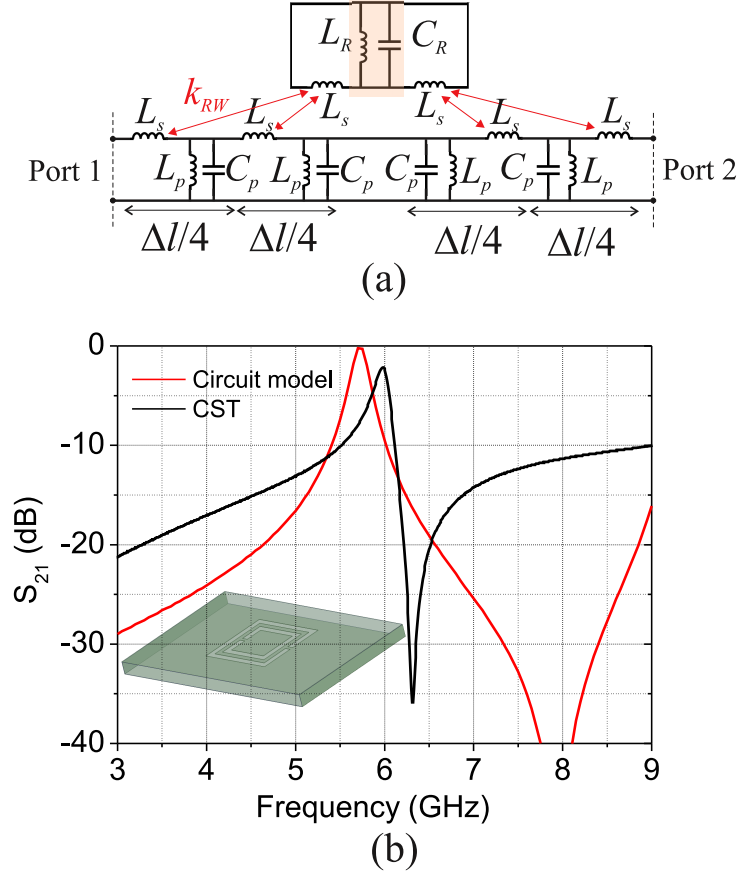 L_R C_R
k_RW
L_s L_s L_s L_s L_s L_s
Port 1 L_p C_p L_p C_p C_p L_p C_p L_p Port 2
Δl/4 Δl/4 Δl/4 Δl/4
(a)
0
-10
-20
-30
-40
S_21 (dB)
Circuit model
CST
3 4 5 6 7 8 9
Frequency (GHz)
(b)